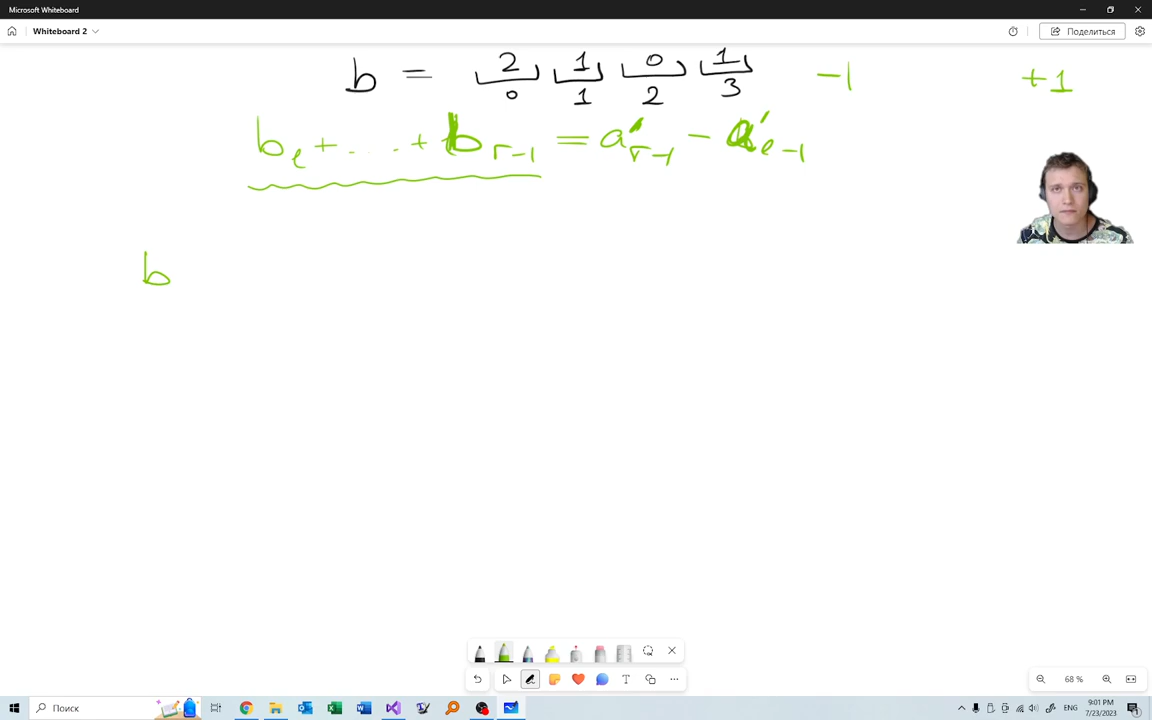 Microsoft Whiteboard
Whiteboard 2
Поделиться
b = 2 1 0 1 -1 +1
0 1 2 3
b_l + .... + b_{r-1} = a'_{r-1} - a'_{l-1}
b
68 %
Поиск
ENG
9:01 PM
7/23/2023
1